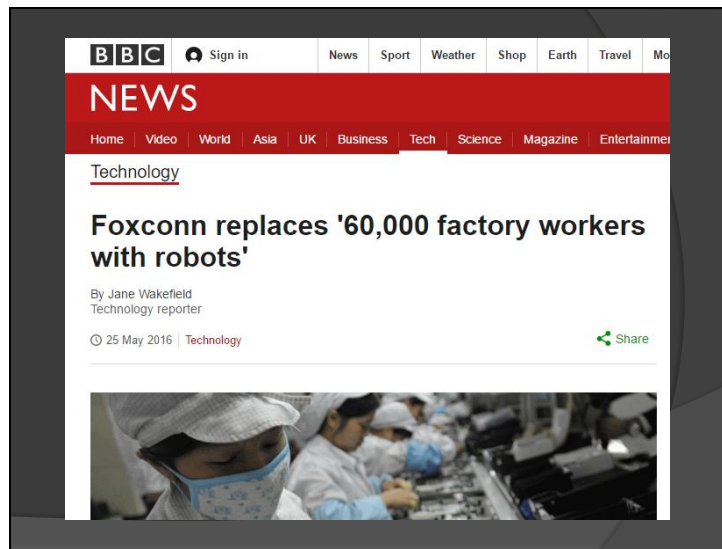 BBC Sign in News Sport Weather Shop Earth Travel Mo
NEWS
Home Video World Asia UK Business Tech Science Magazine Entertainme
Technology
Foxconn replaces '60,000 factory workers
with robots'
By Jane Wakefield
Technology reporter
25 May 2016 Technology Share